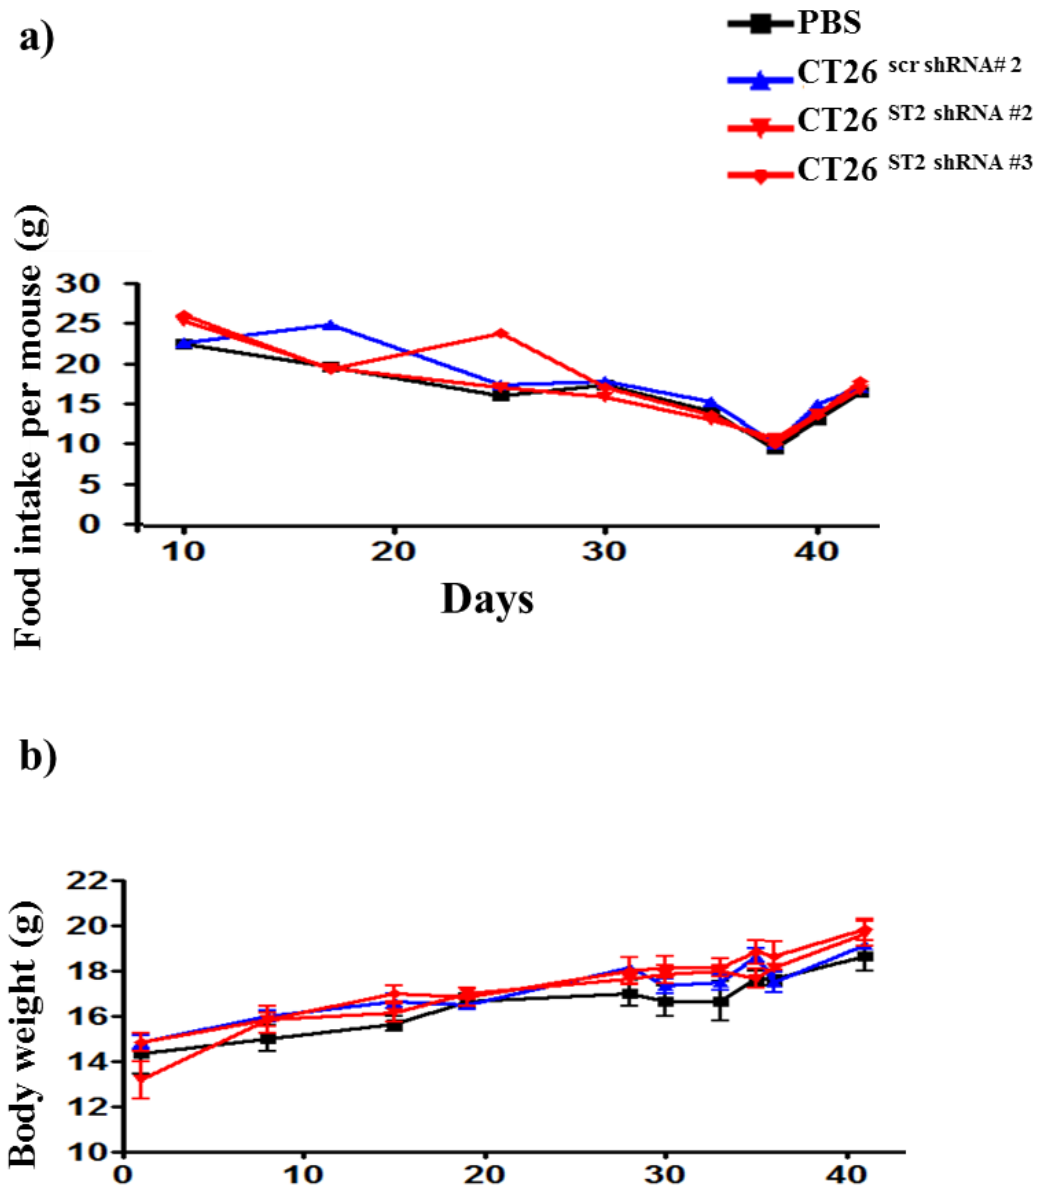 a)
PBS
CT26 scr shRNA# 2
CT26 ST2 shRNA #2
CT26 ST2 shRNA #3
Food intake per mouse (g)
30
25
20
15
10
5
0
10 20 30 40
Days
b)
Body weight (g)
22
20
18
16
14
12
10
0 10 20 30 40